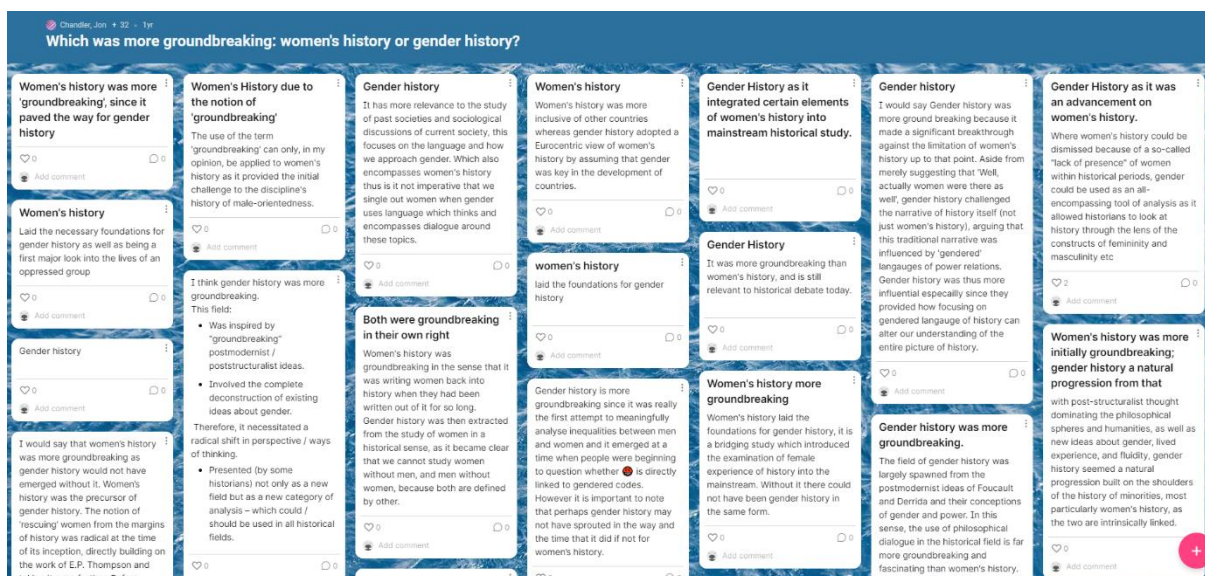 Chandler, Jon + 32 • 1yr
Which was more groundbreaking: women's history or gender history?
Women's history was more
'groundbreaking', since it
paved the way for gender
history
0
0
Add comment
Women's history
Laid the necessary foundations for
gender history as well as being a
first major look into the lives of an
oppressed group
0
0
Add comment
Gender history
0
0
Add comment
I would say that women's history
was more groundbreaking as
gender history would not have
emerged without it. Women's
history was the precursor of
gender history. The notion of
'rescuing' women from the margins
of history was radical at the time
of its inception, directly building on
the work of E.P. Thompson and
Women's History due to
the notion of
'groundbreaking'
The use of the term
'groundbreaking' can only, in my
opinion, be applied to women's
history as it provided the initial
challenge to the discipline's
history of male-orientedness.
0
0
Add comment
I think gender history was more
groundbreaking.
This field:
• Was inspired by
"groundbreaking"
postmodernist /
poststructuralist ideas.
• Involved the complete
deconstruction of existing
ideas about gender.
Therefore, it necessitated a
radical shift in perspective / ways
of thinking.
• Presented (by some
historians) not only as a new
field but as a new category of
analysis – which could /
should be used in all historical
fields.
0
0
Gender history
It has more relevance to the study
of past societies and sociological
discussions of current society, this
focuses on the language and how
we approach gender. Which also
encompasses women's history
thus is it not imperative that we
single out women when gender
uses language which thinks and
encompasses dialogue around
these topics.
0
0
Add comment
Both were groundbreaking
in their own right
Women's history was
groundbreaking in the sense that it
was writing women back into
history when they had been
written out of it for so long.
Gender history was then extracted
from the study of women in a
historical sense, as it became clear
that we cannot study women
without men, and men without
women, because both are defined
by other.
0
0
Add comment
Women's history
Women's history was more
inclusive of other countries
whereas gender history adopted a
Eurocentric view of women's
history by assuming that gender
was key in the development of
countries.
0
0
Add comment
women's history
laid the foundations for gender
history
0
0
Add comment
Gender history is more
groundbreaking since it was really
the first attempt to meaningfully
analyse inequalities between men
and women and it emerged at a
time when people were beginning
to question whether is directly
linked to gendered codes.
However it is important to note
that perhaps gender history may
not have sprouted in the way and
the time that it did if not for
women's history.
0
0
Gender History as it
integrated certain elements
of women's history into
mainstream historical study.
0
0
Add comment
Gender History
It was more groundbreaking than
women's history, and is still
relevant to historical debate today.
0
0
Add comment
Women's history more
groundbreaking
Women's history laid the
foundations for gender history, it is
a bridging study which introduced
the examination of female
experience of history into the
mainstream. Without it there could
not have been gender history in
the same form.
0
0
Add comment
Gender history
I would say Gender history was
more ground breaking because it
made a significant breakthrough
against the limitation of women's
history up to that point. Aside from
merely suggesting that 'Well,
actually women were there as
well', gender history challenged
the narrative of history itself (not
just women's history), arguing that
this traditional narrative was
influenced by 'gendered'
langauges of power relations.
Gender history was thus more
influential especailly since they
provided how focusing on
gendered langauge of history can
alter our understanding of the
entire picture of history.
0
0
Add comment
Gender history was more
groundbreaking.
The field of gender history was
largely spawned from the
postmodernist ideas of Foucault
and Derrida and their conceptions
of gender and power. In this
sense, the use of philosophical
dialogue in the historical field is far
more groundbreaking and
fascinating than women's history.
Gender History as it was
an advancement on
women's history.
Where women's history could be
dismissed because of a so-called
"lack of presence" of women
within historical periods, gender
could be used as an all-
encompassing tool of analysis as it
allowed historians to look at
history through the lens of the
constructs of femininity and
masculinity etc
2
0
Add comment
Women's history was more
initially groundbreaking;
gender history a natural
progression from that
with post-structuralist thought
dominating the philosophical
spheres and humanities, as well as
new ideas about gender, lived
experience, and fluidity, gender
history seemed a natural
progression built on the shoulders
of the history of minorities, most
particularly women's history, as
the two are intrinsically linked.
0
Add comment